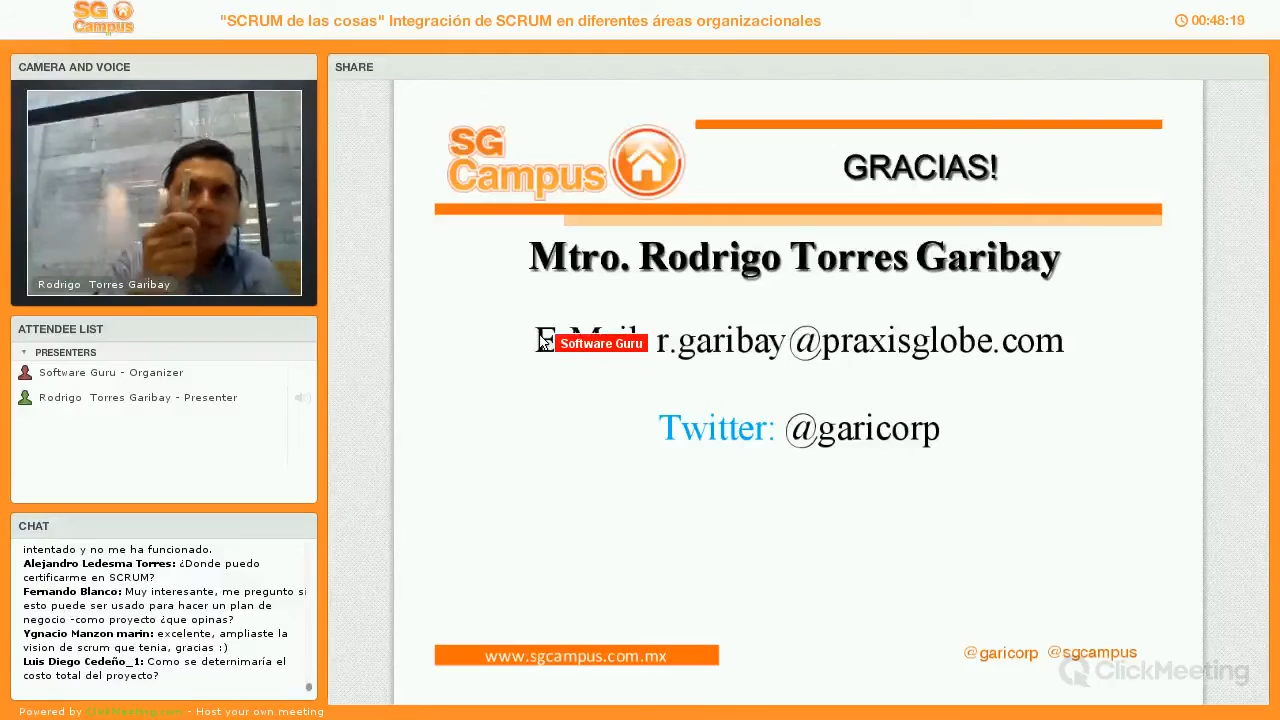 SG Campus
"SCRUM de las cosas" Integración de SCRUM en diferentes áreas organizacionales
00:48:19
CAMERA AND VOICE
Rodrigo Torres Garibay
ATTENDEE LIST
PRESENTERS
Software Guru - Organizer
Rodrigo Torres Garibay - Presenter
CHAT
intentado y no me ha funcionado.
Alejandro Ledesma Torres: ¿Donde puedo
certificarme en SCRUM?
Fernando Blanco: Muy interesante, me pregunto si
esto puede ser usado para hacer un plan de
negocio -como proyecto ¿que opinas?
Ygnacio Manzon marin: excelente, ampliaste la
vision de scrum que tenia, gracias :)
Luis Diego Cedeño_1: Como se deternimaría el
costo total del proyecto?
Powered by ClickMeeting.com - Host your own meeting
SHARE
SG
Campus
GRACIAS!
Mtro. Rodrigo Torres Garibay
E-Mail: r.garibay@praxisglobe.com
Software Guru
Twitter: @garicorp
www.sgcampus.com.mx
@garicorp @sgcampus
ClickMeeting